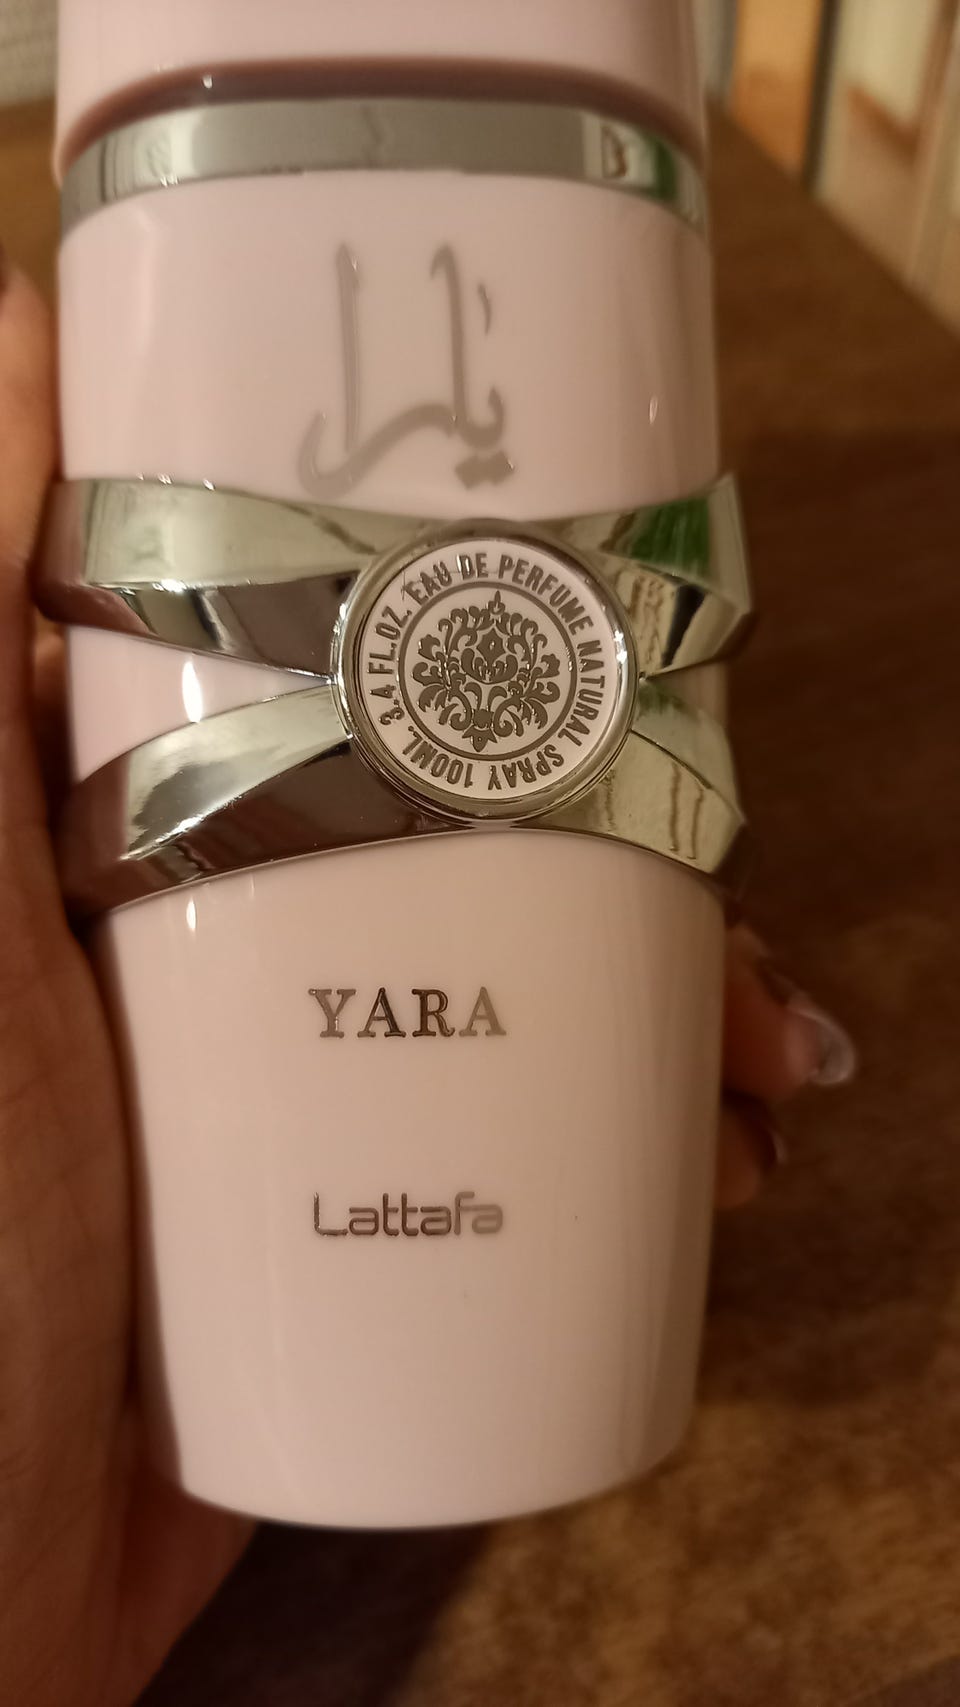 يارا
3.4 FL.OZ. EAU DE PERFUME NATURAL SPRAY 100ML.
YARA
Lattafa